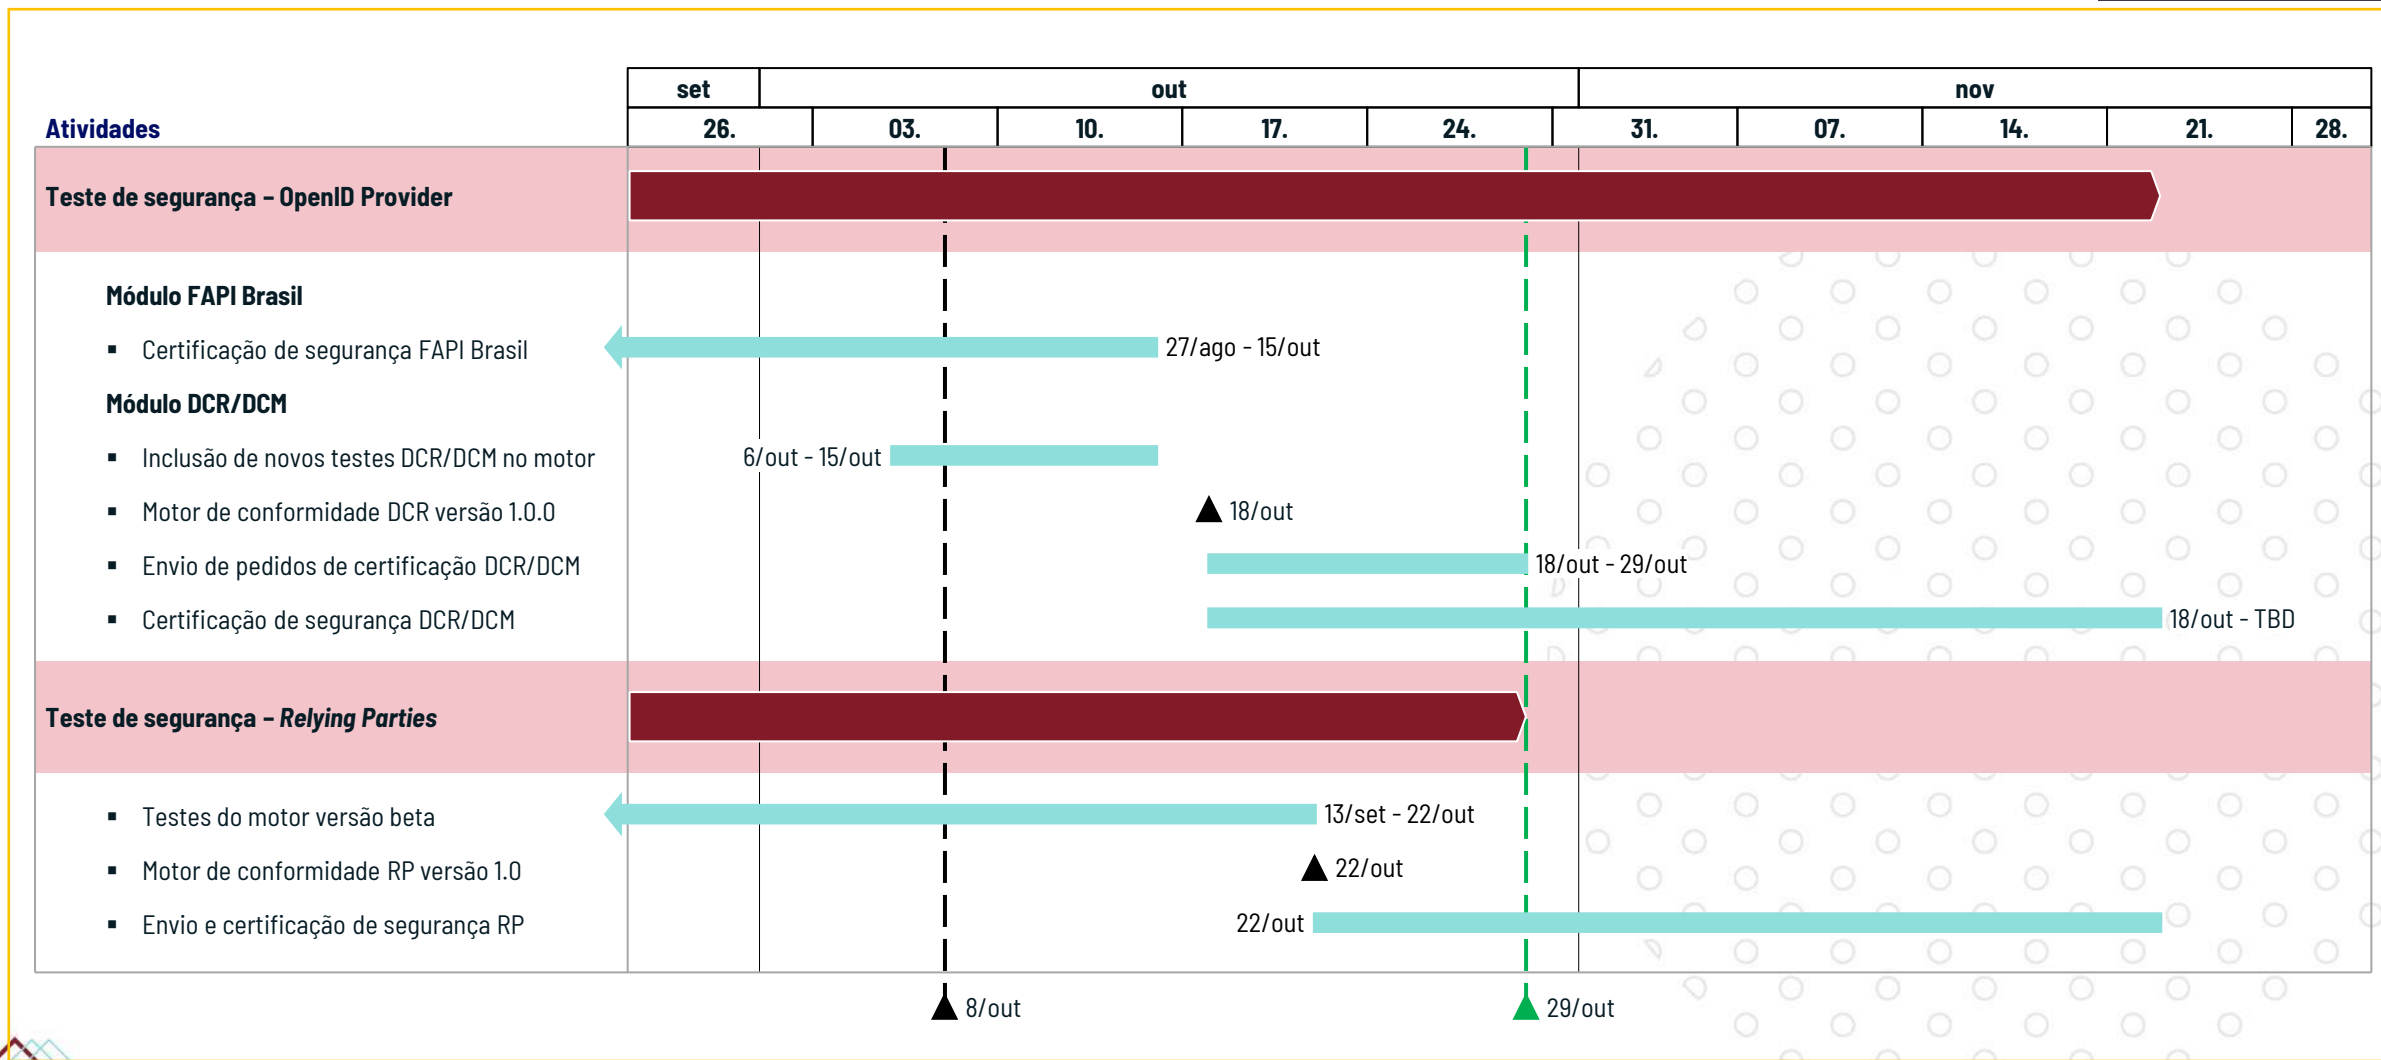 set out nov
Atividades 26. 03. 10. 17. 24. 31. 07. 14. 21. 28.
Teste de segurança – OpenID Provider
Módulo FAPI Brasil
▪ Certificação de segurança FAPI Brasil 27/ago - 15/out
Módulo DCR/DCM
▪ Inclusão de novos testes DCR/DCM no motor 6/out - 15/out
▪ Motor de conformidade DCR versão 1.0.0 18/out
▪ Envio de pedidos de certificação DCR/DCM 18/out - 29/out
▪ Certificação de segurança DCR/DCM 18/out - TBD
Teste de segurança – Relying Parties
▪ Testes do motor versão beta 13/set - 22/out
▪ Motor de conformidade RP versão 1.0 22/out
▪ Envio e certificação de segurança RP 22/out
8/out 29/out